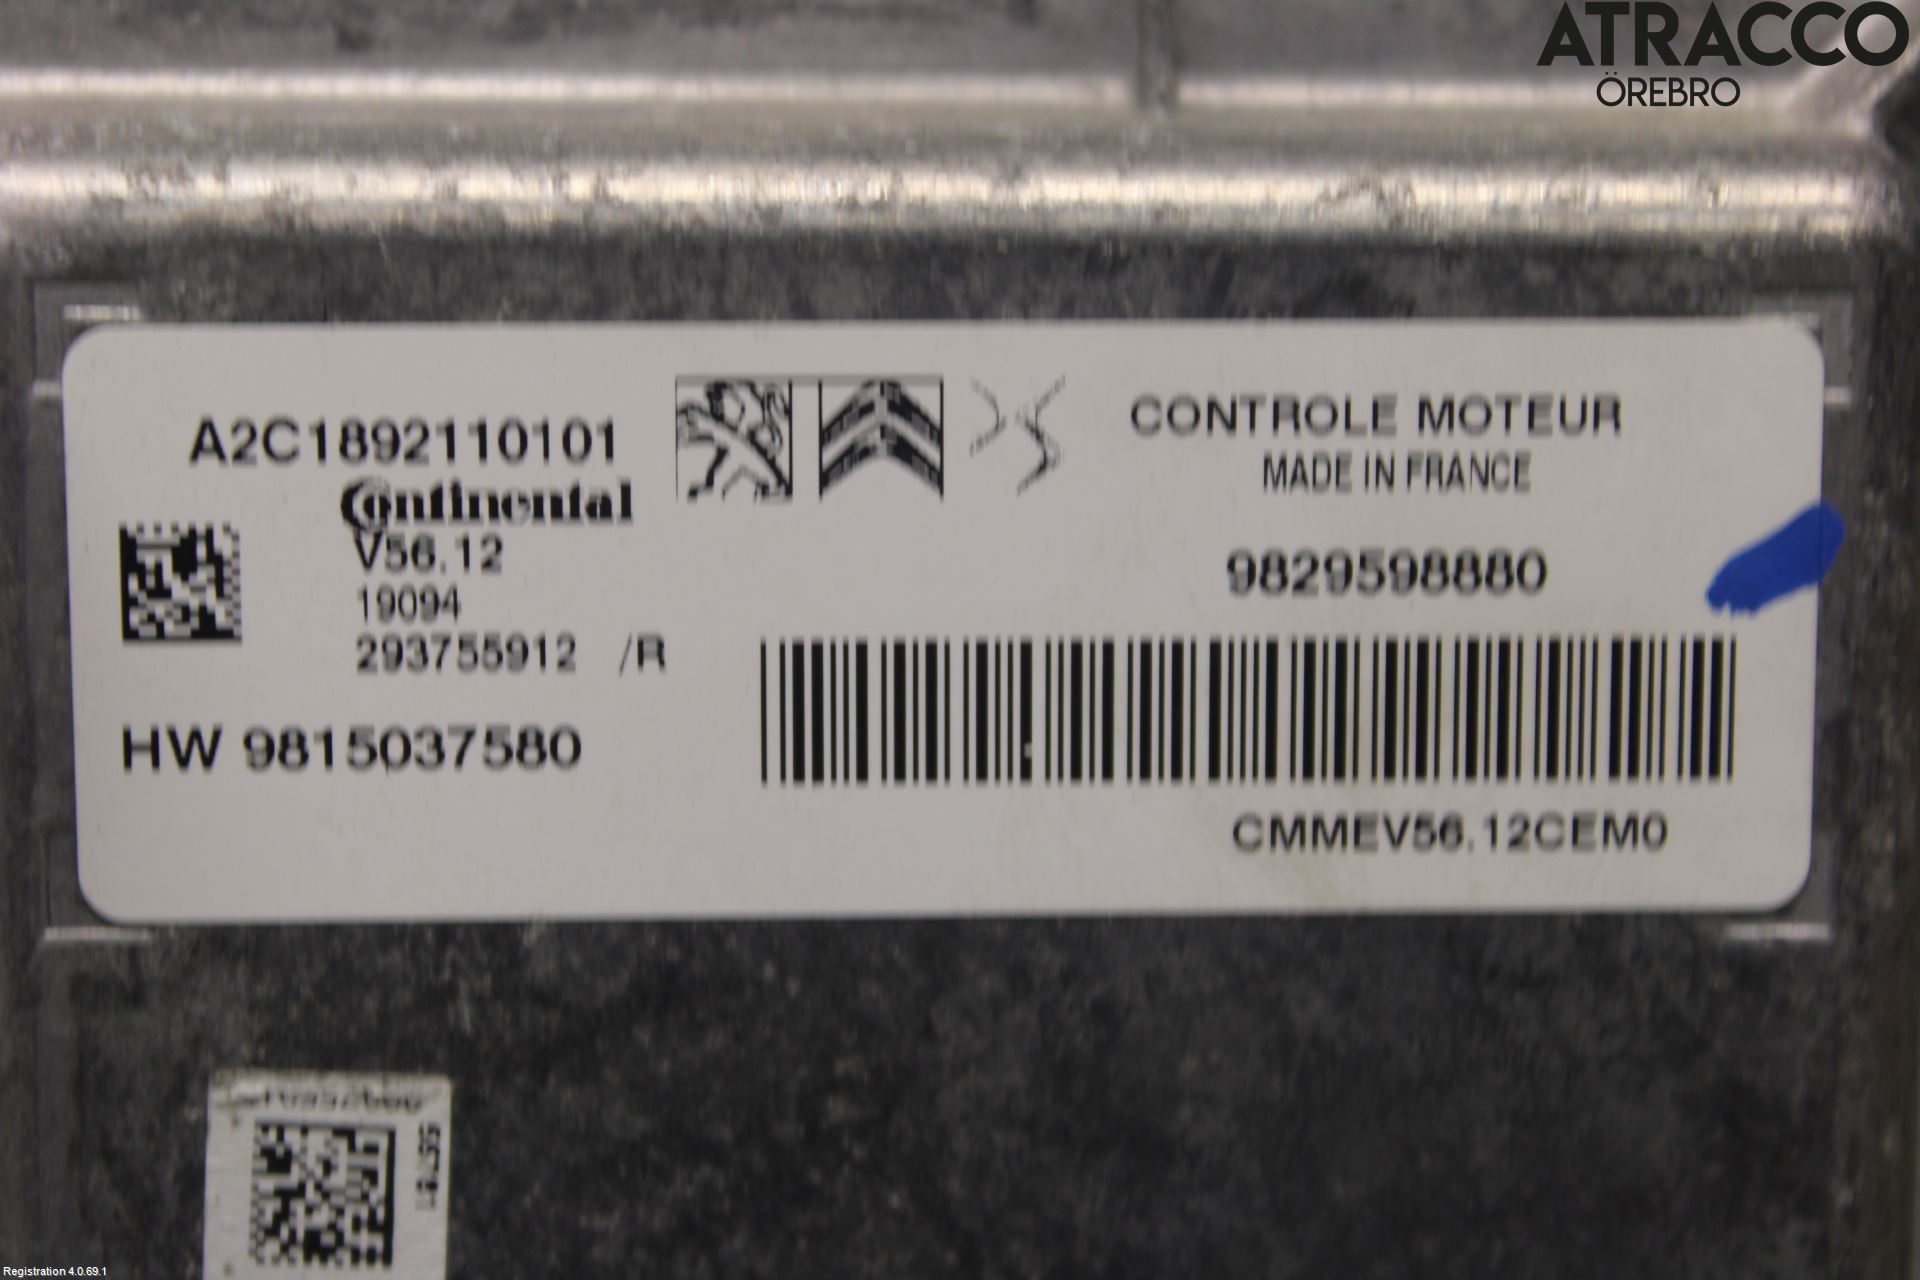 ATRACCO
ÖREBRO
A2C1892110101
Continental
V56.12
19094
293755912 /R
HW 9815037580
CONTROLE MOTEUR
MADE IN FRANCE
9829598880
CMMEV56.12CEM0
Registration 4.0.69.1